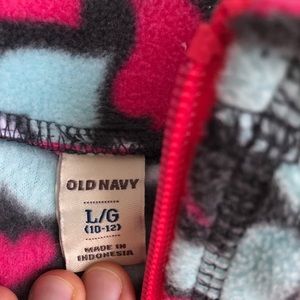 OLD NAVY
L/G
(10-12)
MADE IN
INDONESIA